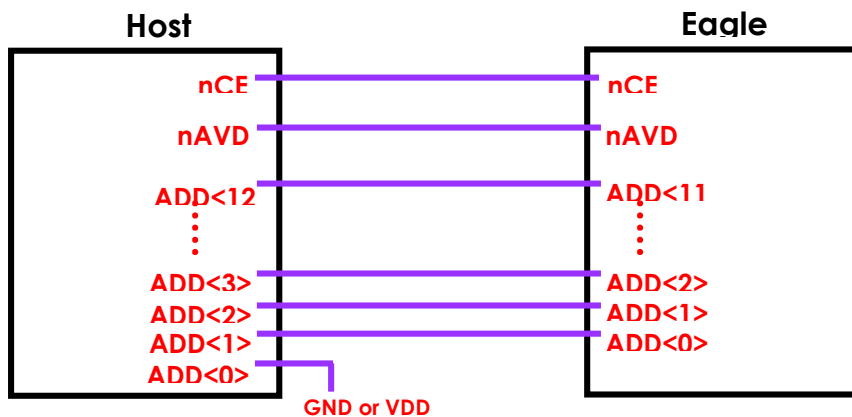 Host
Eagle
nCE
nCE
nAVD
nAVD
ADD<12
ADD<11
ADD<3>
ADD<2>
ADD<2>
ADD<1>
ADD<1>
ADD<0>
ADD<0>
GND or VDD